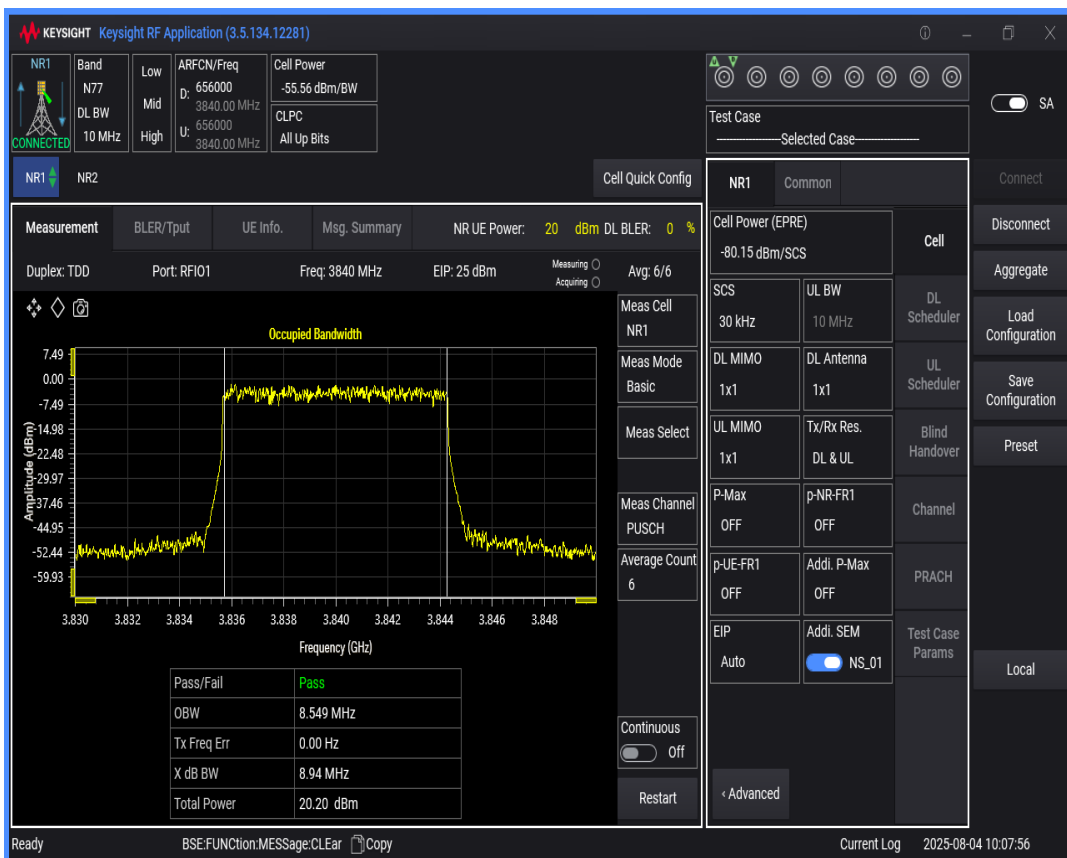 KEYSIGHT Keysight RF Application (3.5.134.12281)
NR1
CONNECTED
Band
N77
DL BW
10 MHz
Low
Mid
High
ARFCN/Freq
D: 656000
3840.00 MHz
U: 656000
3840.00 MHz
Cell Power
-55.56 dBm/BW
CLPC
All Up Bits
Test Case
Selected Case
SA
NR1 NR2 Cell Quick Config
Measurement BLER/Tput UE Info. Msg. Summary NR UE Power: 20 dBm DL BLER: 0 %
Duplex: TDD Port: RFIO1 Freq: 3840 MHz EIP: 25 dBm Measuring Acquiring Avg: 6/6
Occupied Bandwidth
Amplitude (dBm)
7.49
0.00
-7.49
-14.98
-22.48
-29.97
-37.46
-44.95
-52.44
-59.93
3.830 3.832 3.834 3.836 3.838 3.840 3.842 3.844 3.846 3.848
Frequency (GHz)
Pass/Fail Pass
OBW 8.549 MHz
Tx Freq Err 0.00 Hz
X dB BW 8.94 MHz
Total Power 20.20 dBm
Meas Cell
NR1
Meas Mode
Basic
Meas Select
Meas Channel
PUSCH
Average Count
6
Continuous
Off
Restart
NR1 Common
Cell Power (EPRE)
-80.15 dBm/SCS
SCS
30 kHz
UL BW
10 MHz
DL MIMO
1x1
DL Antenna
1x1
UL MIMO
1x1
Tx/Rx Res.
DL & UL
P-Max
OFF
p-NR-FR1
OFF
p-UE-FR1
OFF
Addi. P-Max
OFF
EIP
Auto
Addi. SEM
NS_01
‹ Advanced
Cell
DL
Scheduler
UL
Scheduler
Blind
Handover
Channel
PRACH
Test Case
Params
Connect
Disconnect
Aggregate
Load
Configuration
Save
Configuration
Preset
Local
Ready BSE:FUNCtion:MESSage:CLEar Copy Current Log 2025-08-04 10:07:56